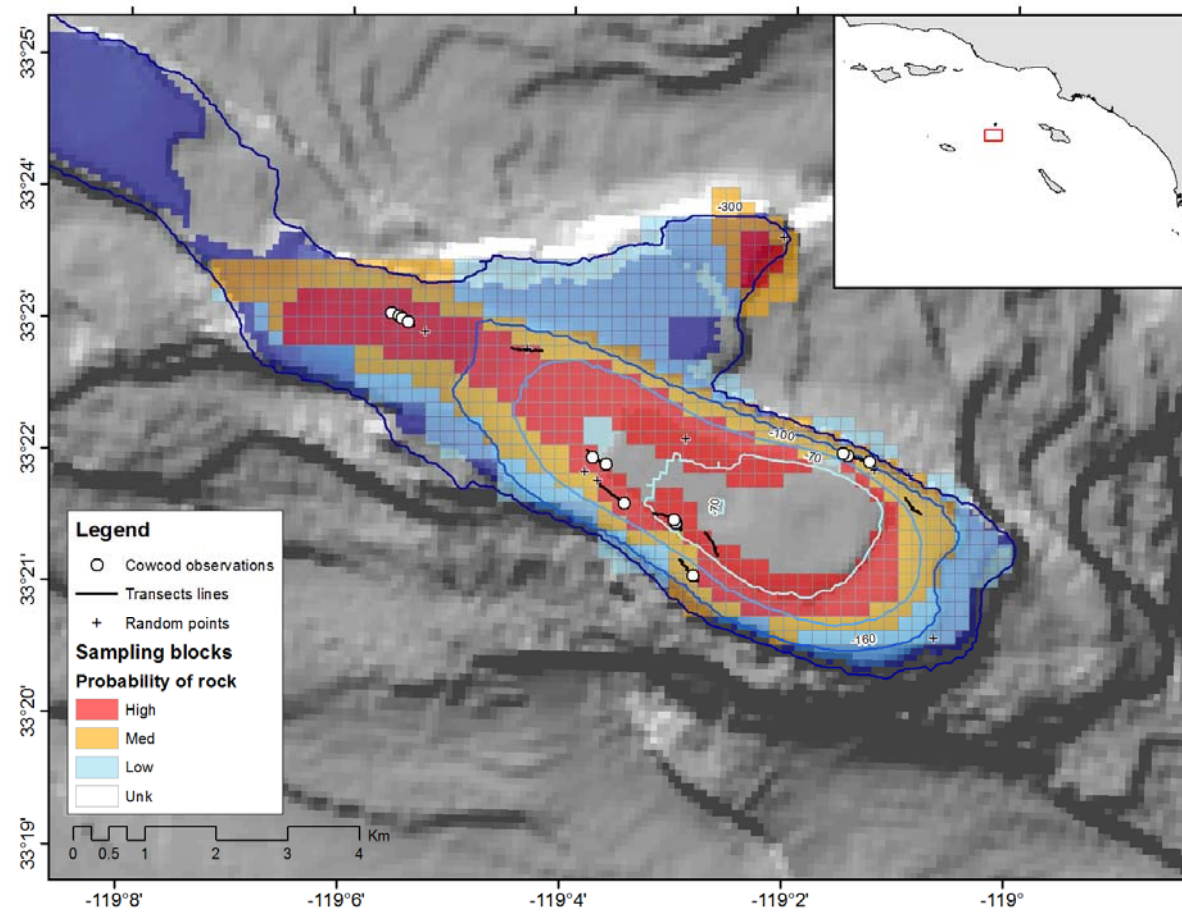 33°25'
33°24'
33°23'
33°22'
33°21'
33°20'
33°19'
-300
-100
-70
-70
-160
Legend
Cowcod observations
Transects lines
Random points
Sampling blocks
Probability of rock
High
Med
Low
Unk
Km
0 0.5 1 2 3 4
-119°8' -119°6' -119°4' -119°2' -119°